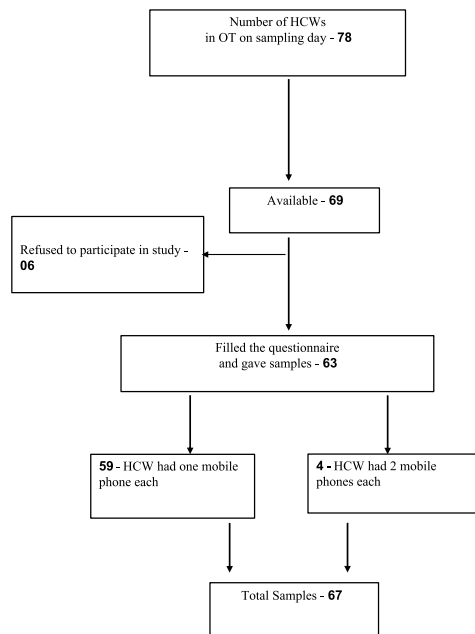 Number of HCWs
in OT on sampling day - 78
Available - 69
Refused to participate in study -
06
Filled the questionnaire
and gave samples - 63
59 - HCW had one mobile
phone each
4 - HCW had 2 mobile
phones each
Total Samples - 67